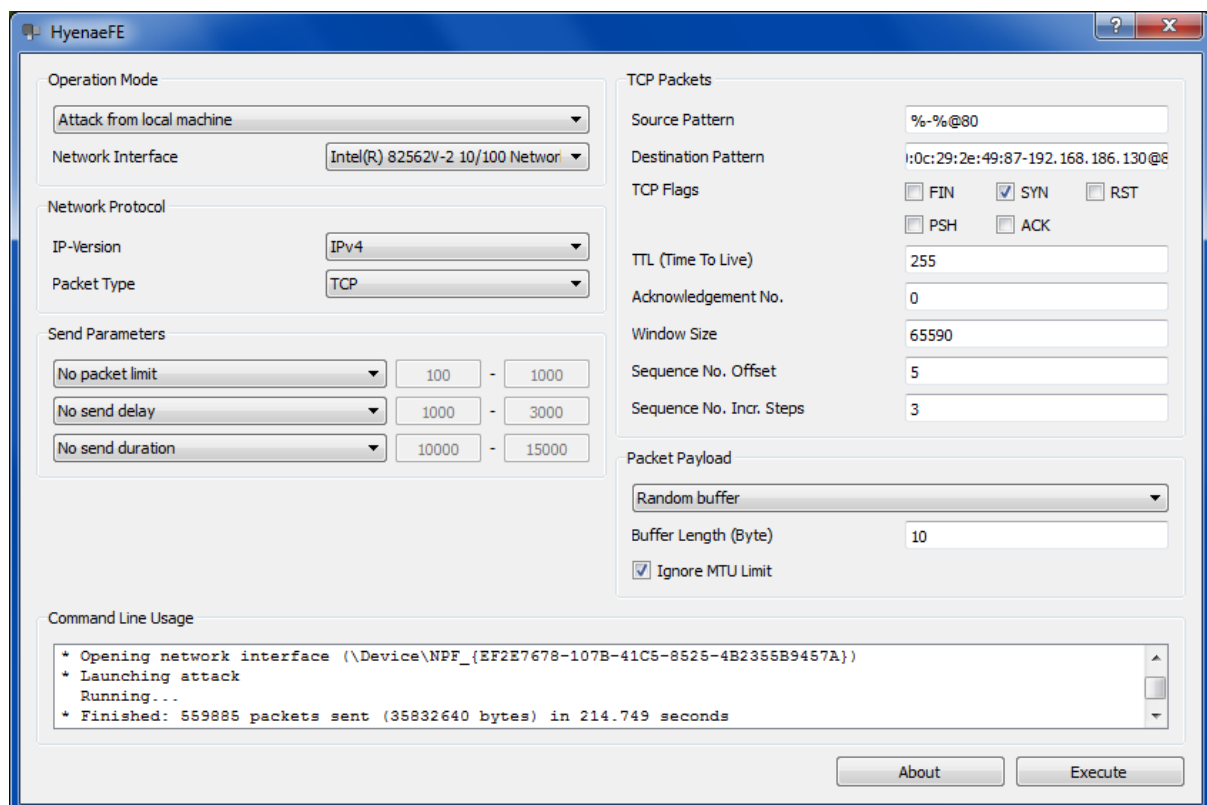 HyenaeFE
Operation Mode
Attack from local machine
Network Interface
Intel(R) 82562V-2 10/100 Networ
Network Protocol
IP-Version
IPv4
Packet Type
TCP
Send Parameters
No packet limit
100 - 1000
No send delay
1000 - 3000
No send duration
10000 - 15000
TCP Packets
Source Pattern
%-%@80
Destination Pattern
:0c:29:2e:49:87-192.168.186.130@8
TCP Flags
FIN SYN RST
PSH ACK
TTL (Time To Live)
255
Acknowledgement No.
0
Window Size
65590
Sequence No. Offset
5
Sequence No. Incr. Steps
3
Packet Payload
Random buffer
Buffer Length (Byte)
10
Ignore MTU Limit
Command Line Usage
* Opening network interface (\Device\NPF_{EF2E7678-107B-41C5-8525-4B2355B9457A})
* Launching attack
Running...
* Finished: 559885 packets sent (35832640 bytes) in 214.749 seconds
About
Execute